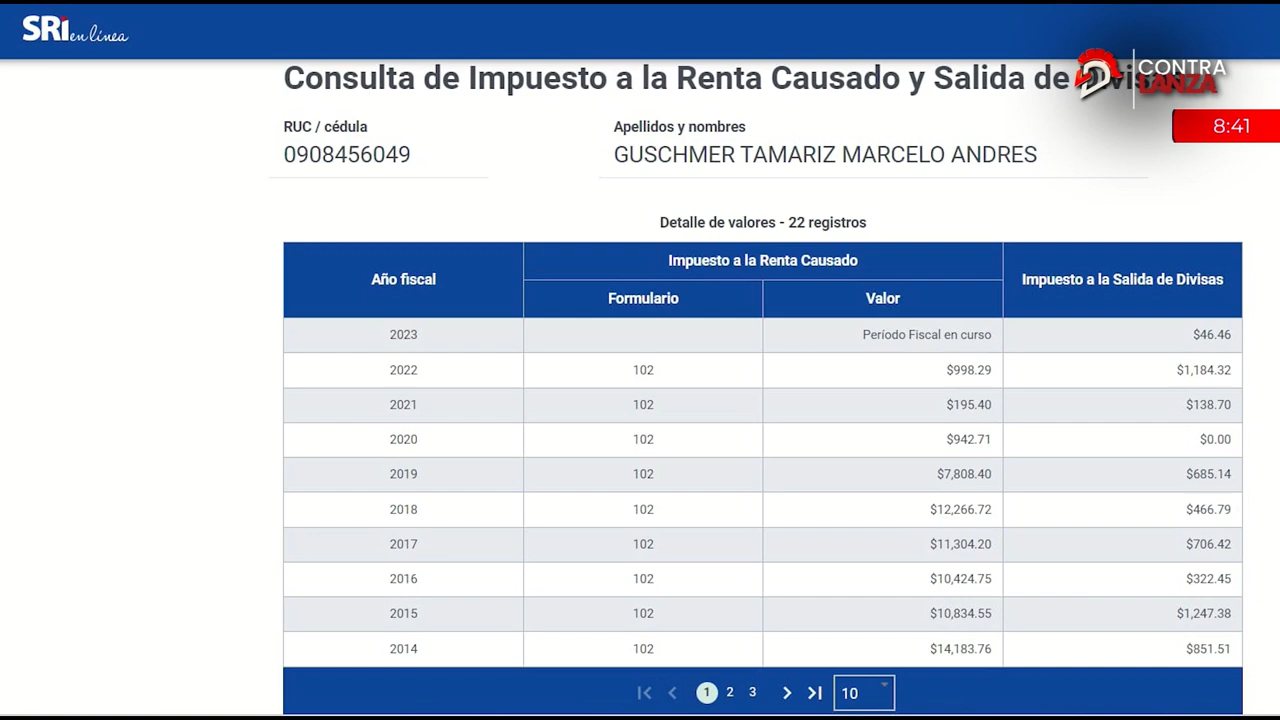 SRi en línea
CONTRA
LANZA
8:41
Consulta de Impuesto a la Renta Causado y Salida de Divisas
RUC / cédula
Apellidos y nombres
0908456049
GUSCHMER TAMARIZ MARCELO ANDRES
Detalle de valores - 22 registros
Año fiscal
Impuesto a la Renta Causado
Impuesto a la Salida de Divisas
Formulario
Valor
2023 Período Fiscal en curso $46.46
2022 102 $998.29 $1,184.32
2021 102 $195.40 $138.70
2020 102 $942.71 $0.00
2019 102 $7,808.40 $685.14
2018 102 $12,266.72 $466.79
2017 102 $11,304.20 $706.42
2016 102 $10,424.75 $322.45
2015 102 $10,834.55 $1,247.38
2014 102 $14,183.76 $851.51
1 2 3 10